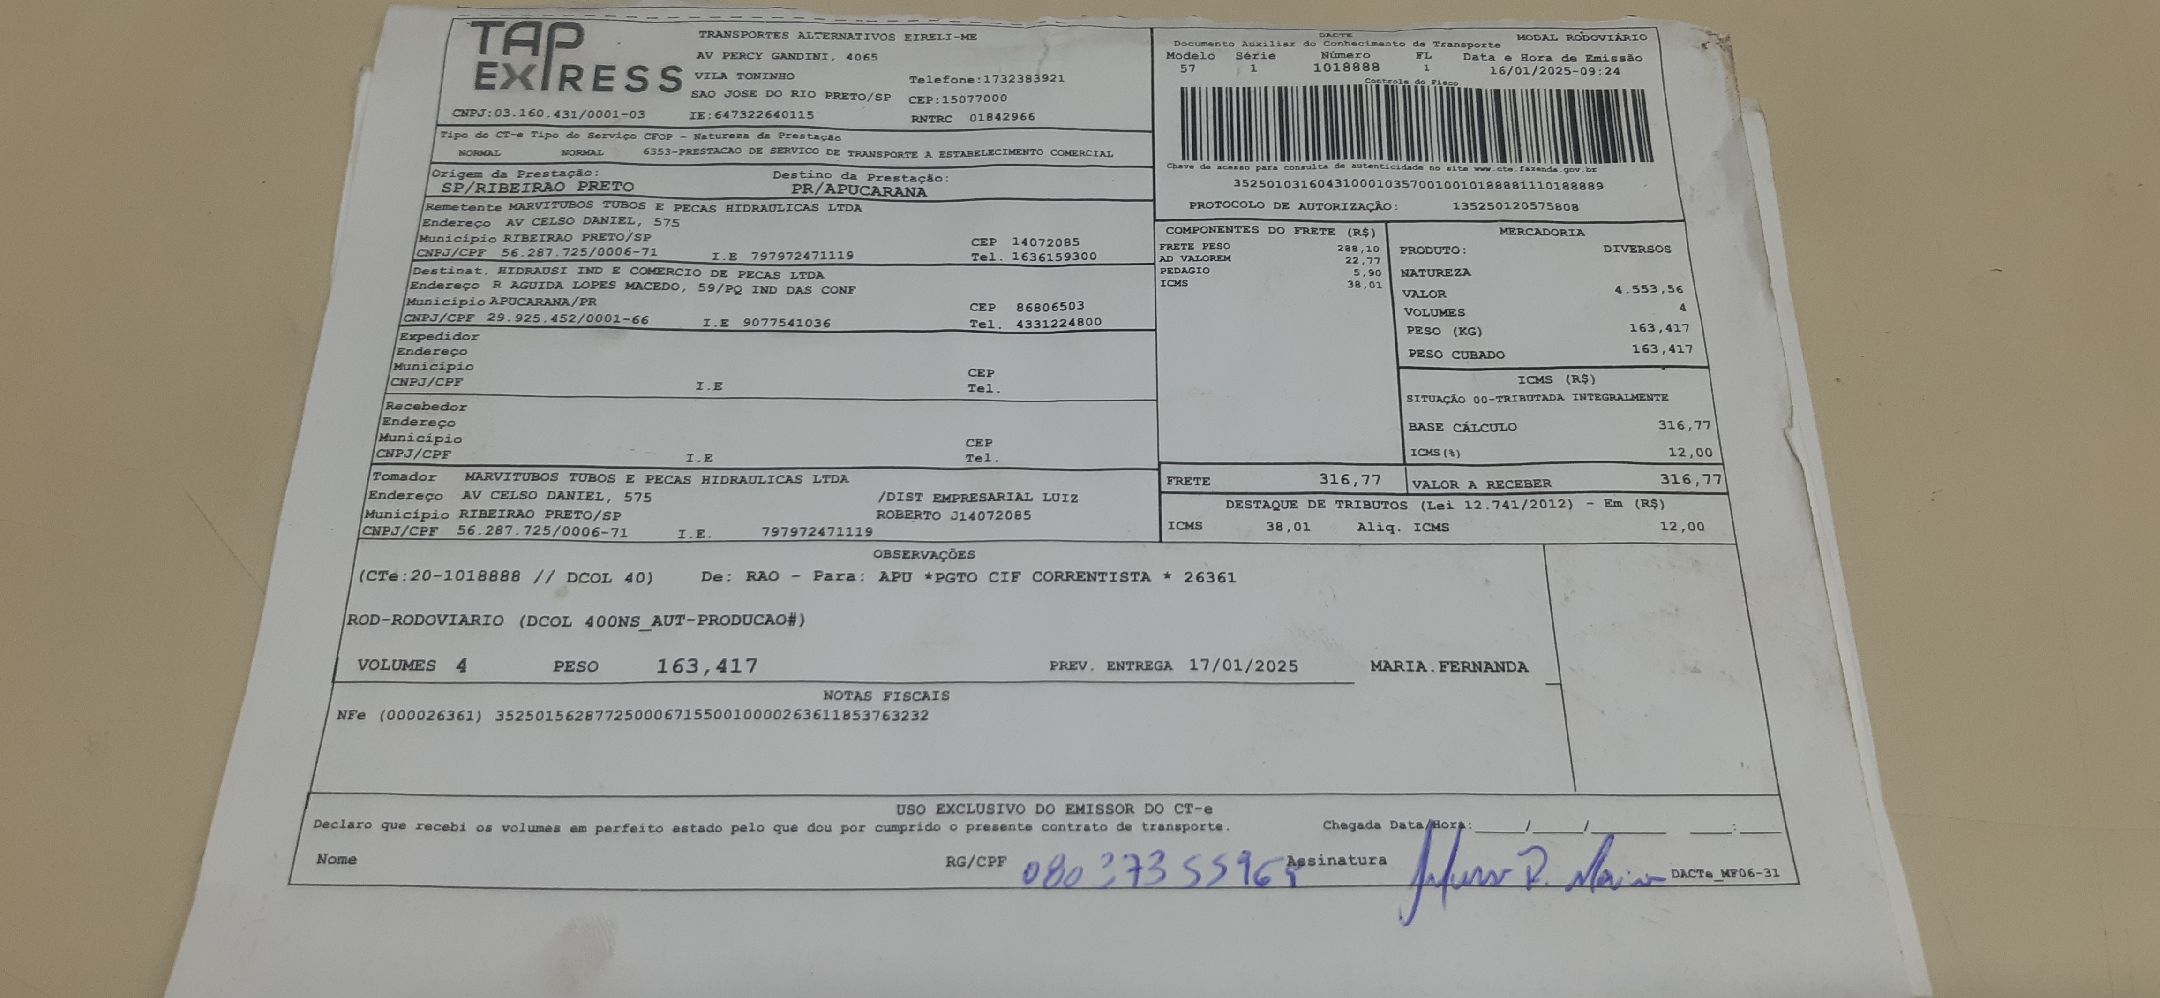 TAP EXPRESS
TRANSPORTES ALTERNATIVOS EIRELI-ME
AV PERCY GANDINI, 4065
VILA TONINHO Telefone:1732383921
SAO JOSE DO RIO PRETO/SP CEP:15077000
CNPJ:03.160.431/0001-03 IE:647322640115 RNTRC 01842966
DACTE
Documento Auxiliar do Conhecimento de Transporte MODAL RODOVIÁRIO
Modelo Série Número FL Data e Hora de Emissão
57 1 1018888 1 16/01/2025-09:24
Controle do Fisco
Chave de acesso para consulta de autenticidade no site www.cte.fazenda.gov.br
35250103160431000103570010010188881110188889
PROTOCOLO DE AUTORIZAÇÃO: 135250120575808
Tipo do CT-e Tipo do Serviço CFOP - Natureza da Prestação
NORMAL NORMAL 6353-PRESTACAO DE SERVICO DE TRANSPORTE A ESTABELECIMENTO COMERCIAL
Origem da Prestação: Destino da Prestação:
SP/RIBEIRAO PRETO PR/APUCARANA
Remetente MARVITUBOS TUBOS E PECAS HIDRAULICAS LTDA
Endereço AV CELSO DANIEL, 575
Município RIBEIRAO PRETO/SP CEP 14072085
CNPJ/CPF 56.287.725/0006-71 I.E 797972471119 Tel. 1636159300
Destinat. HIDRAUSI IND E COMERCIO DE PECAS LTDA
Endereço R AGUIDA LOPES MACEDO, 59/PQ IND DAS CONF
Município APUCARANA/PR CEP 86806503
CNPJ/CPF 29.925.452/0001-66 I.E 9077541036 Tel. 4331224800
Expedidor
Endereço
Município CEP
CNPJ/CPF I.E Tel.
Recebedor
Endereço
Município CEP
CNPJ/CPF I.E Tel.
Tomador MARVITUBOS TUBOS E PECAS HIDRAULICAS LTDA
Endereço AV CELSO DANIEL, 575 /DIST EMPRESARIAL LUIZ
Município RIBEIRAO PRETO/SP ROBERTO J14072085
CNPJ/CPF 56.287.725/0006-71 I.E. 797972471119
COMPONENTES DO FRETE (R$)
FRETE PESO 288,10
AD VALOREM 22,77
PEDAGIO 5,90
ICMS 38,01
MERCADORIA
PRODUTO: DIVERSOS
NATUREZA
VALOR 4.553,56
VOLUMES 4
PESO (KG) 163,417
PESO CUBADO 163,417
ICMS (R$)
SITUAÇÃO 00-TRIBUTADA INTEGRALMENTE
BASE CÁLCULO 316,77
ICMS(%) 12,00
FRETE 316,77 VALOR A RECEBER 316,77
DESTAQUE DE TRIBUTOS (Lei 12.741/2012) - Em (R$)
ICMS 38,01 Aliq. ICMS 12,00
OBSERVAÇÕES
(CTe:20-1018888 // DCOL 40) De: RAO - Para: APU *PGTO CIF CORRENTISTA * 26361
ROD-RODOVIARIO (DCOL 400NS_AUT-PRODUCAO#)
VOLUMES 4 PESO 163,417 PREV. ENTREGA 17/01/2025 MARIA.FERNANDA
NOTAS FISCAIS
NFe (000026361) 35250156287725000671550010000263611853763232
USO EXCLUSIVO DO EMISSOR DO CT-e
Declaro que recebi os volumes em perfeito estado pelo que dou por cumprido o presente contrato de transporte. Chegada Data/Hora:_____/_____/_______ ___:____
Nome RG/CPF Assinatura DACTe_MF06-31